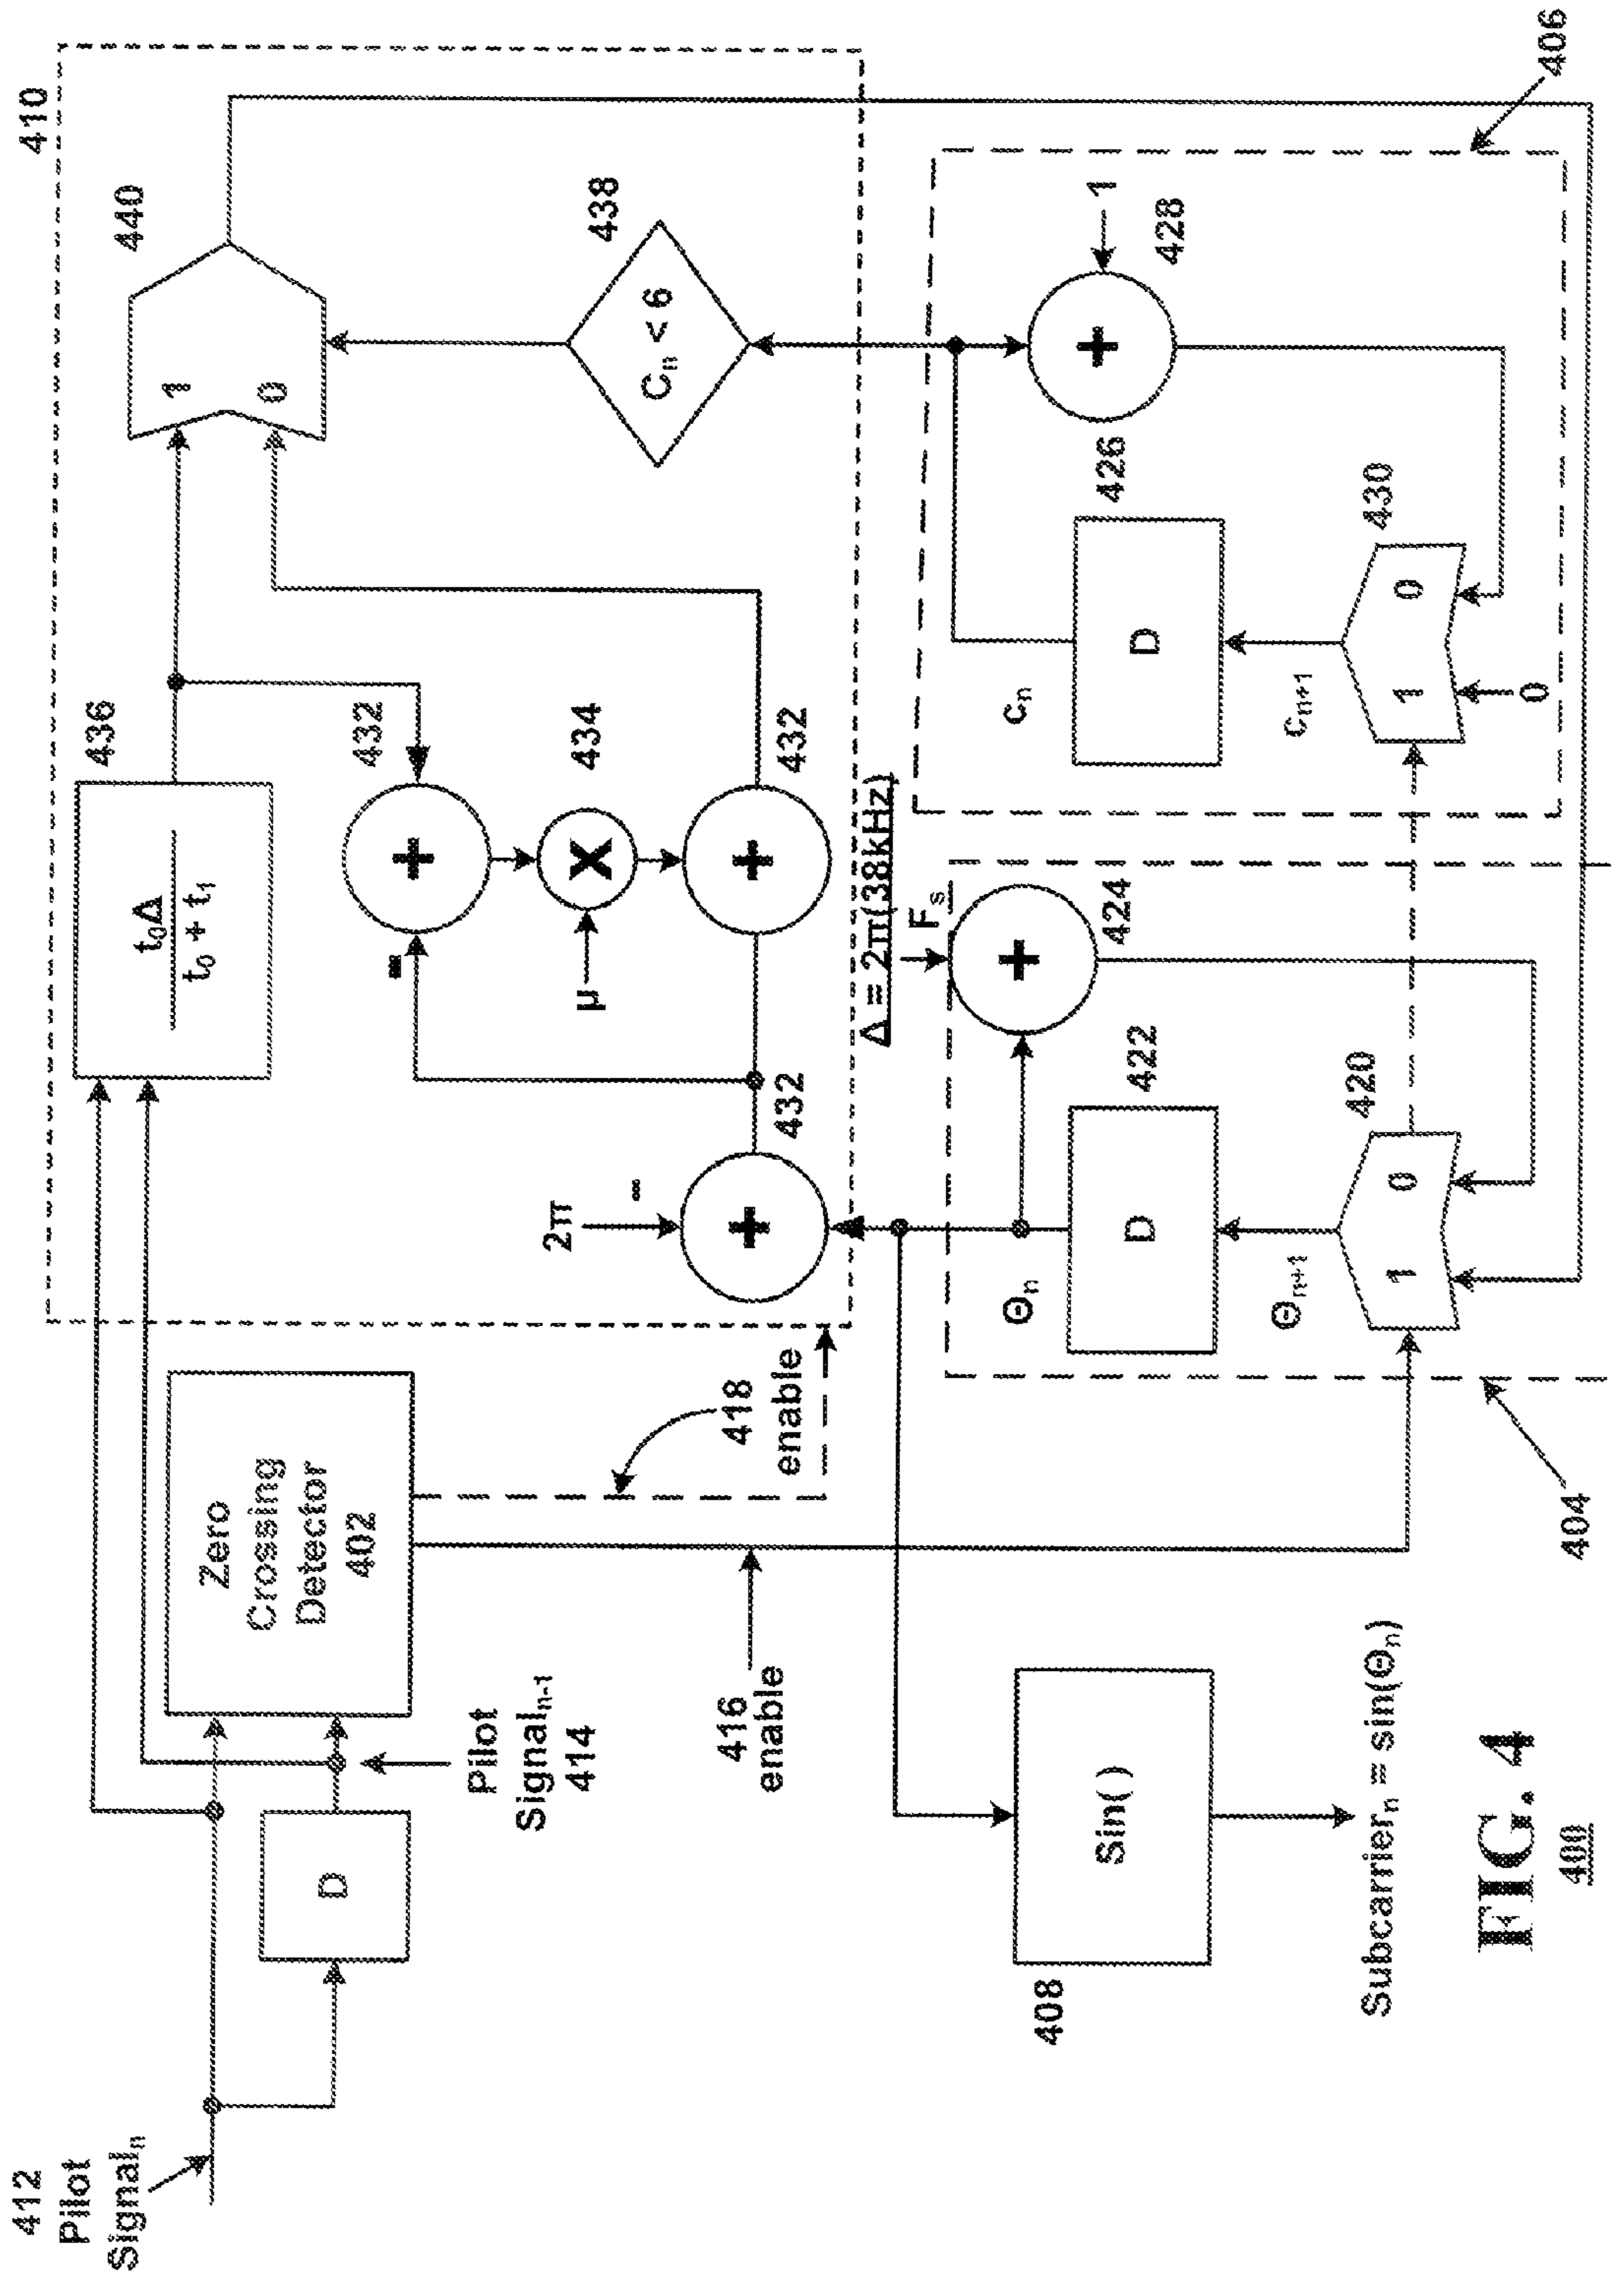 412
Pilot
Signalₙ
D
Pilot
Signalₙ₋₁
414
Zero
Crossing
Detector
402
416
enable
418
enable
410
436
t₀Δ
t₀ + t₁
432
-
μ
X
434
+
+
432
2π
-
+
432
1
0
440
Cₙ < 6
438
Δ = 2π(38kHz)
Fₛ
+
424
Θₙ
D
422
Θₙ₊₁
1
0
420
404
cₙ
D
426
cₙ₊₁
1
0
430
0
+
1
428
406
408
Sin( )
Subcarrierₙ = sin(Θₙ)
FIG. 4
400